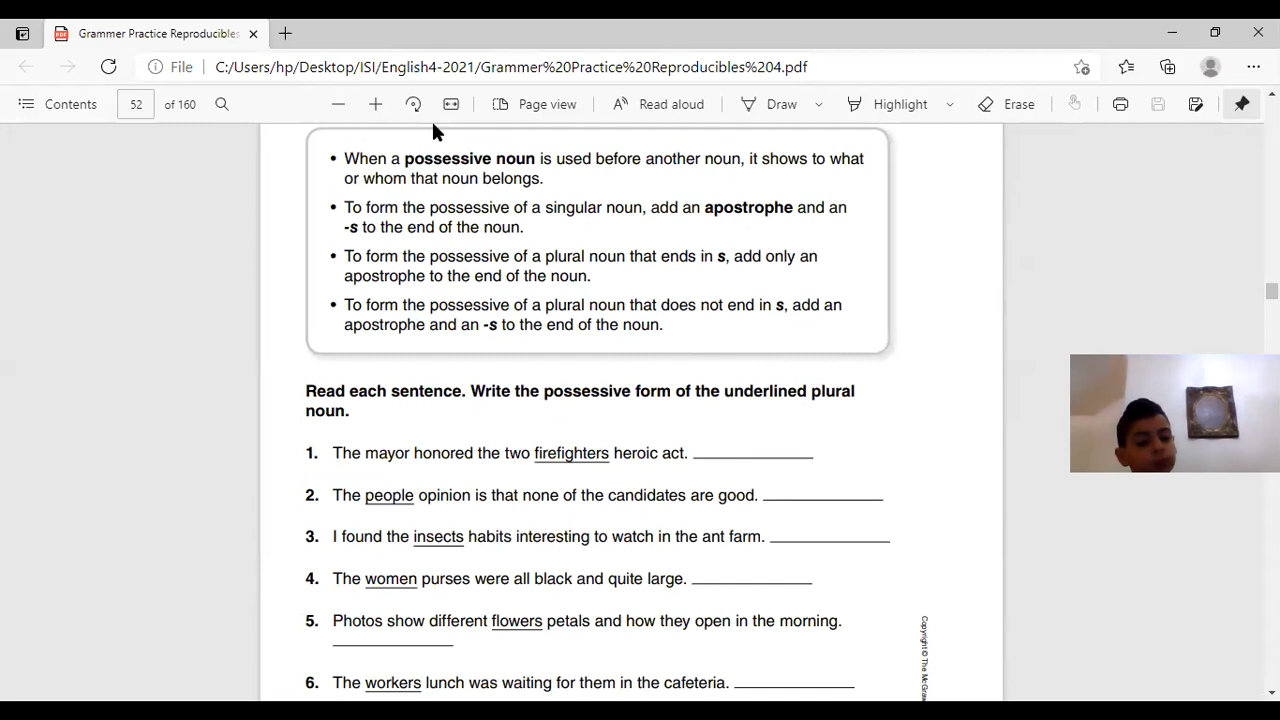 Grammer Practice Reproducibles
File C:/Users/hp/Desktop/ISI/English4-2021/Grammer%20Practice%20Reproducibles%204.pdf
Contents 52 of 160 Page view Read aloud Draw Highlight Erase
• When a possessive noun is used before another noun, it shows to what
or whom that noun belongs.
• To form the possessive of a singular noun, add an apostrophe and an
-s to the end of the noun.
• To form the possessive of a plural noun that ends in s, add only an
apostrophe to the end of the noun.
• To form the possessive of a plural noun that does not end in s, add an
apostrophe and an -s to the end of the noun.
Read each sentence. Write the possessive form of the underlined plural
noun.
1. The mayor honored the two firefighters heroic act.
2. The people opinion is that none of the candidates are good.
3. I found the insects habits interesting to watch in the ant farm.
4. The women purses were all black and quite large.
5. Photos show different flowers petals and how they open in the morning.
6. The workers lunch was waiting for them in the cafeteria.
Copyright © The McGraw